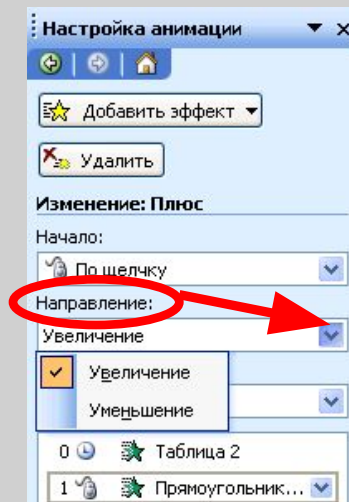 Настройка анимации
Добавить эффект
Удалить
Изменение: Плюс
Начало:
По щелчку
Направление:
Увеличение
Увеличение
Уменьшение
0 Таблица 2
1 Прямоугольник...